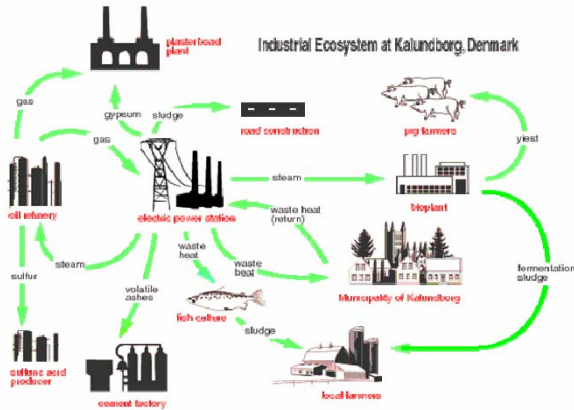 Industrial Ecosystem at Kalundborg, Denmark
plasterboard
plant
gas
gypsum
sludge
road construction
pig farmers
gas
yiest
oil refinery
electric power station
steam
bioplant
waste heat
(return)
sulfur
steam
waste
heat
waste
heat
volatile
ashes
fermentation
sludge
Municipality of Kalundborg
fish culture
sludge
sulfuric acid
producer
cement factory
local farmers